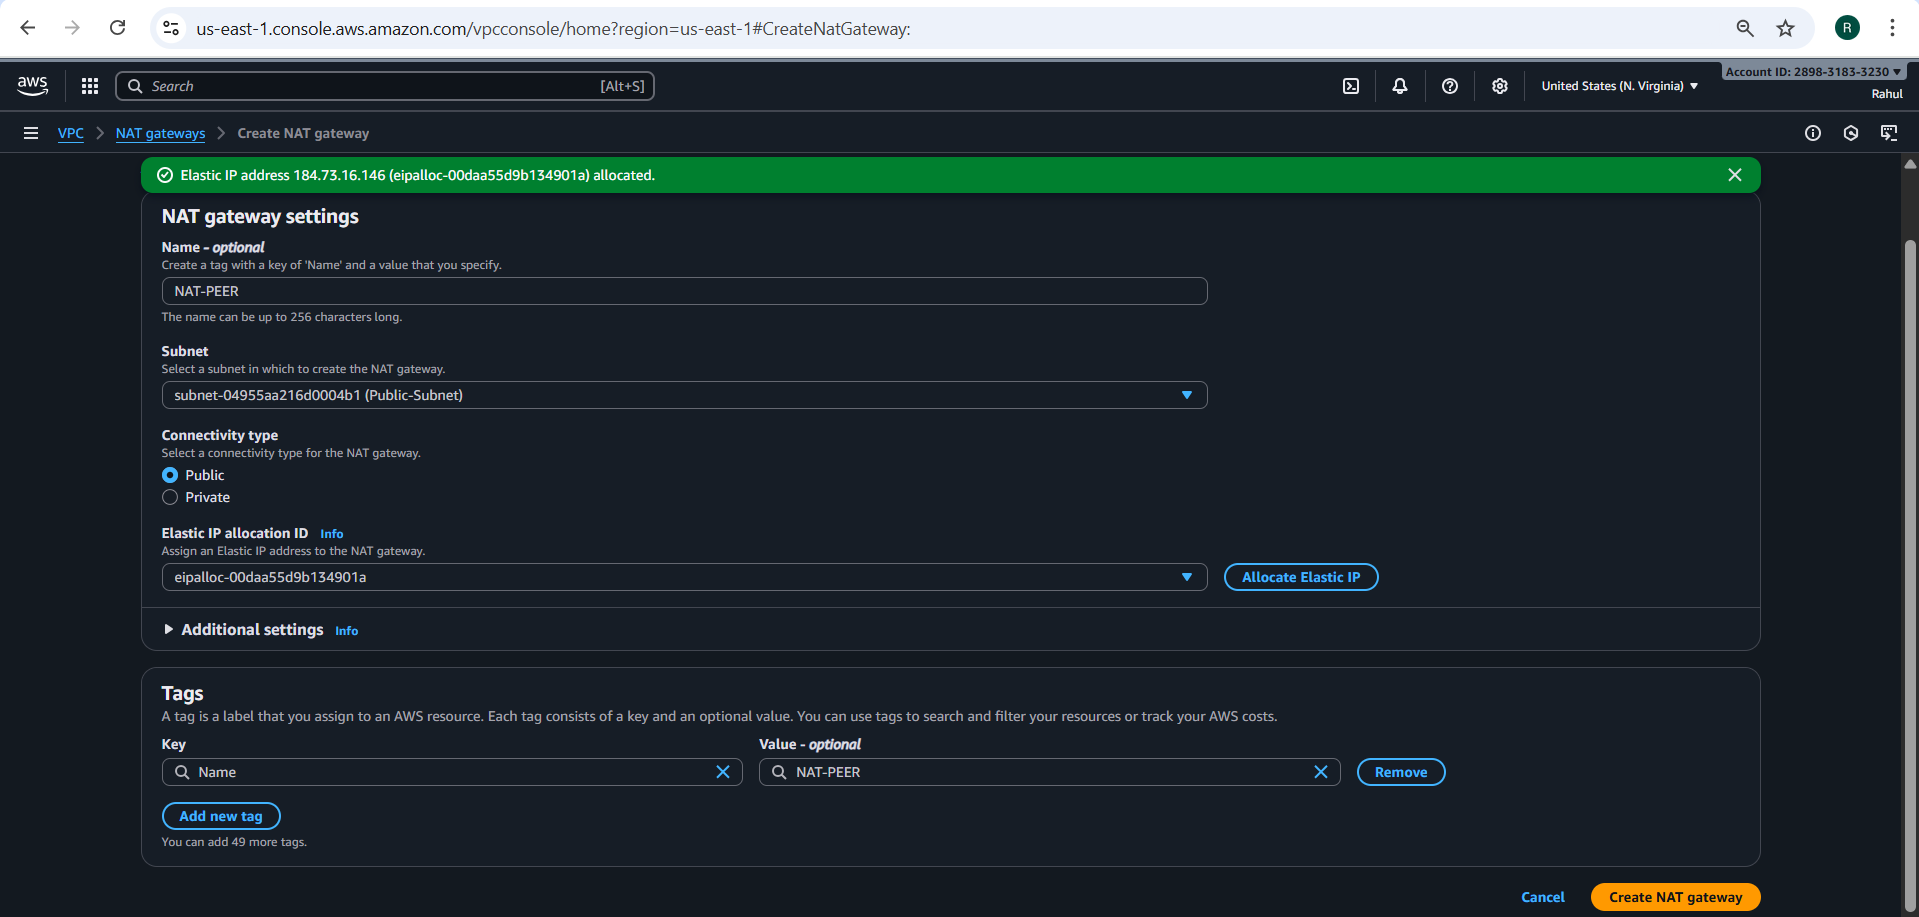 us-east-1.console.aws.amazon.com/vpcconsole/home?region=us-east-1#CreateNatGateway:
R
aws
Search
[Alt+S]
United States (N. Virginia)
Account ID: 2898-3183-3230
Rahul
VPC
NAT gateways
Create NAT gateway
Elastic IP address 184.73.16.146 (eipalloc-00daa55d9b134901a) allocated.
NAT gateway settings
Name - optional
Create a tag with a key of 'Name' and a value that you specify.
NAT-PEER
The name can be up to 256 characters long.
Subnet
Select a subnet in which to create the NAT gateway.
subnet-04955aa216d0004b1 (Public-Subnet)
Connectivity type
Select a connectivity type for the NAT gateway.
Public
Private
Elastic IP allocation ID Info
Assign an Elastic IP address to the NAT gateway.
eipalloc-00daa55d9b134901a
Allocate Elastic IP
Additional settings Info
Tags
A tag is a label that you assign to an AWS resource. Each tag consists of a key and an optional value. You can use tags to search and filter your resources or track your AWS costs.
Key
Value - optional
Name
NAT-PEER
Remove
Add new tag
You can add 49 more tags.
Cancel
Create NAT gateway